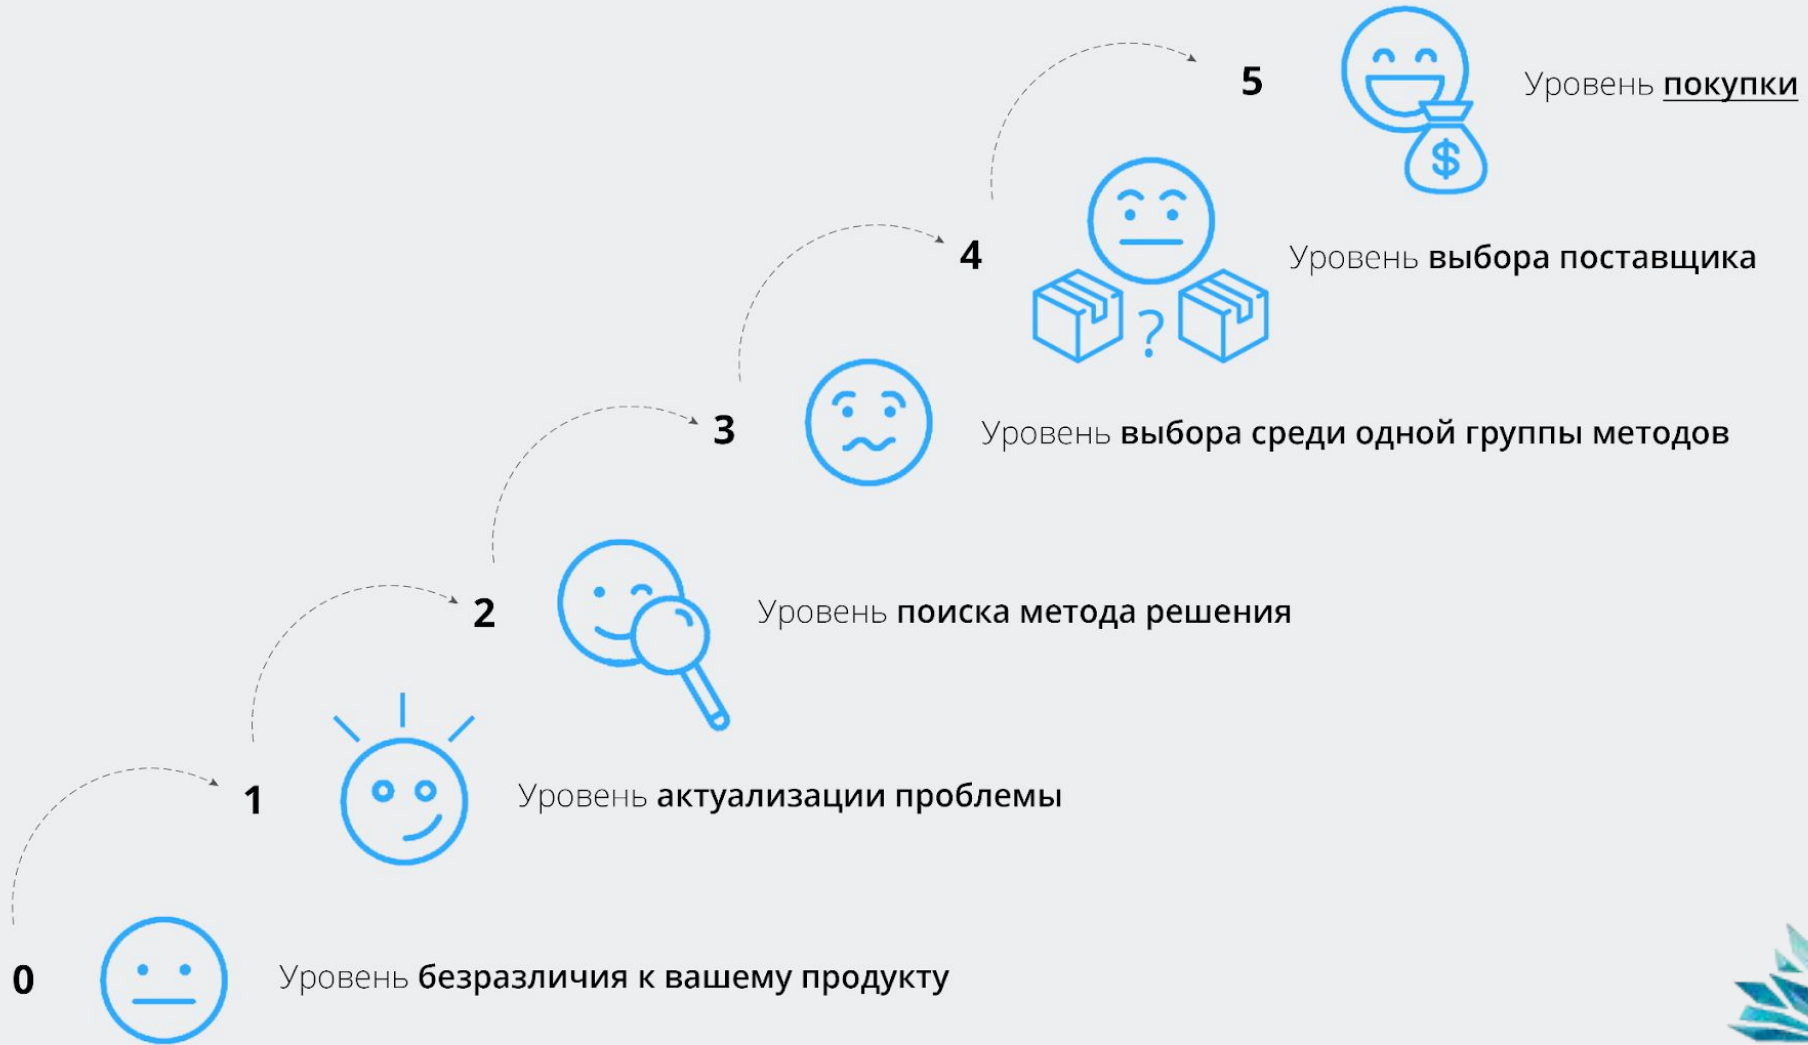 5 Уровень покупки
4 Уровень выбора поставщика
?
$
3 Уровень выбора среди одной группы методов
2 Уровень поиска метода решения
1 Уровень актуализации проблемы
0 Уровень безразличия к вашему продукту